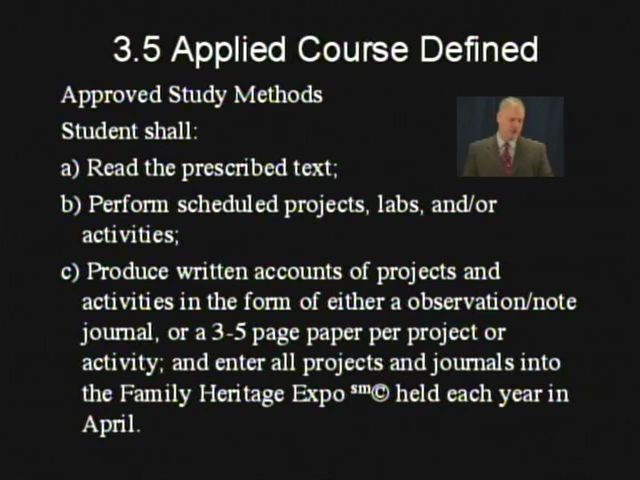 3.5 Applied Course Defined
Approved Study Methods
Student shall:
a) Read the prescribed text;
b) Perform scheduled projects, labs, and/or
activities;
c) Produce written accounts of projects and
activities in the form of either a observation/note
journal, or a 3-5 page paper per project or
activity; and enter all projects and journals into
the Family Heritage Expo ℠© held each year in
April.